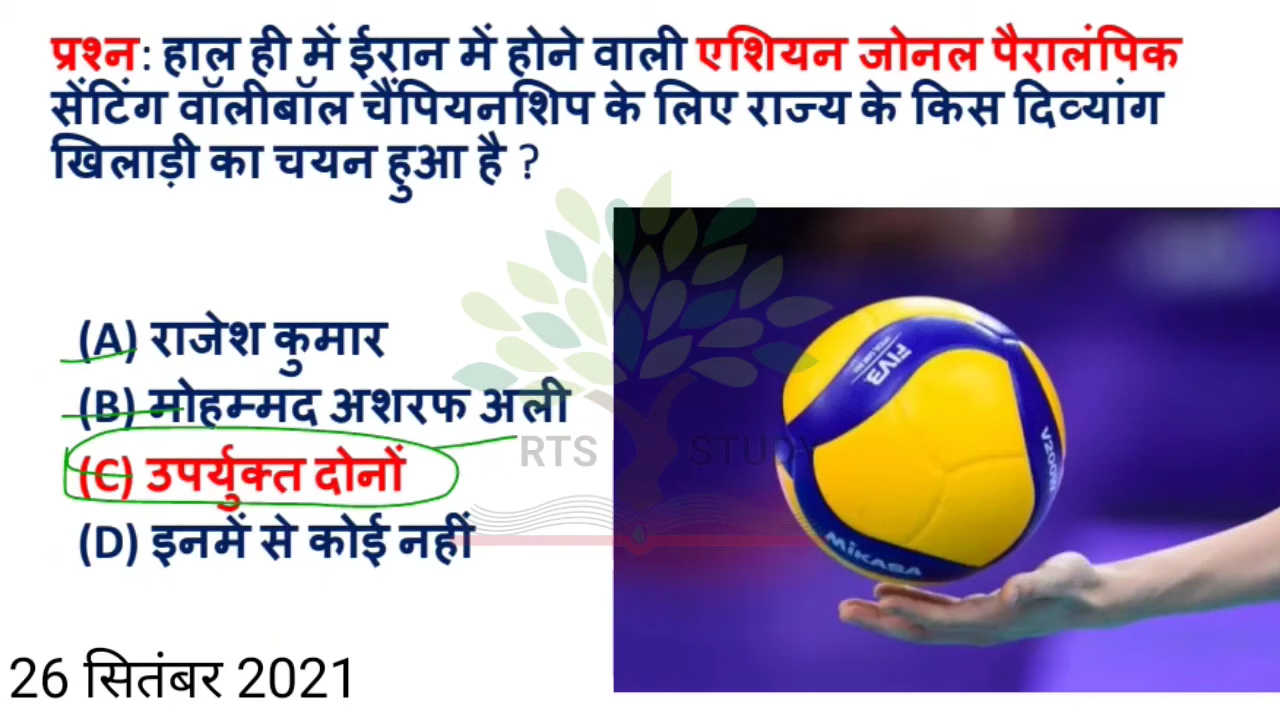 प्रश्न: हाल ही में ईरान में होने वाली एशियन जोनल पैरालंपिक
सेंटिंग वॉलीबॉल चैंपियनशिप के लिए राज्य के किस दिव्यांग
खिलाड़ी का चयन हुआ है ?
(A) राजेश कुमार
(B) मोहम्मद अशरफ अली
(C) उपर्युक्त दोनों
(D) इनमें से कोई नहीं
RTS STUDY
FIVB
V200W
MIKASA
26 सितंबर 2021